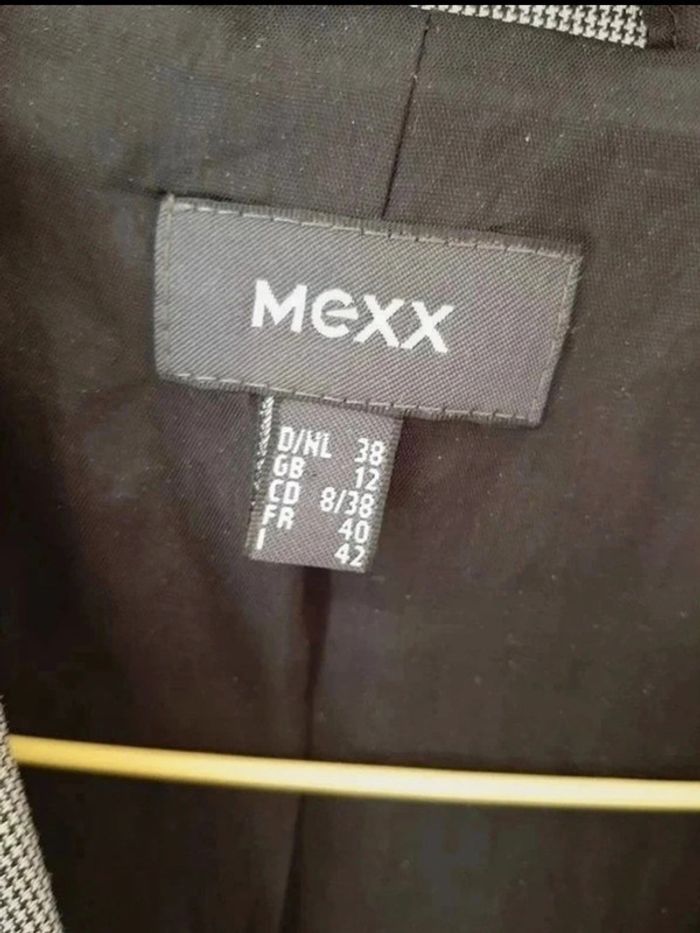 Mexx
D/NL 38
GB 12
CD 8/38
FR 40
I 42